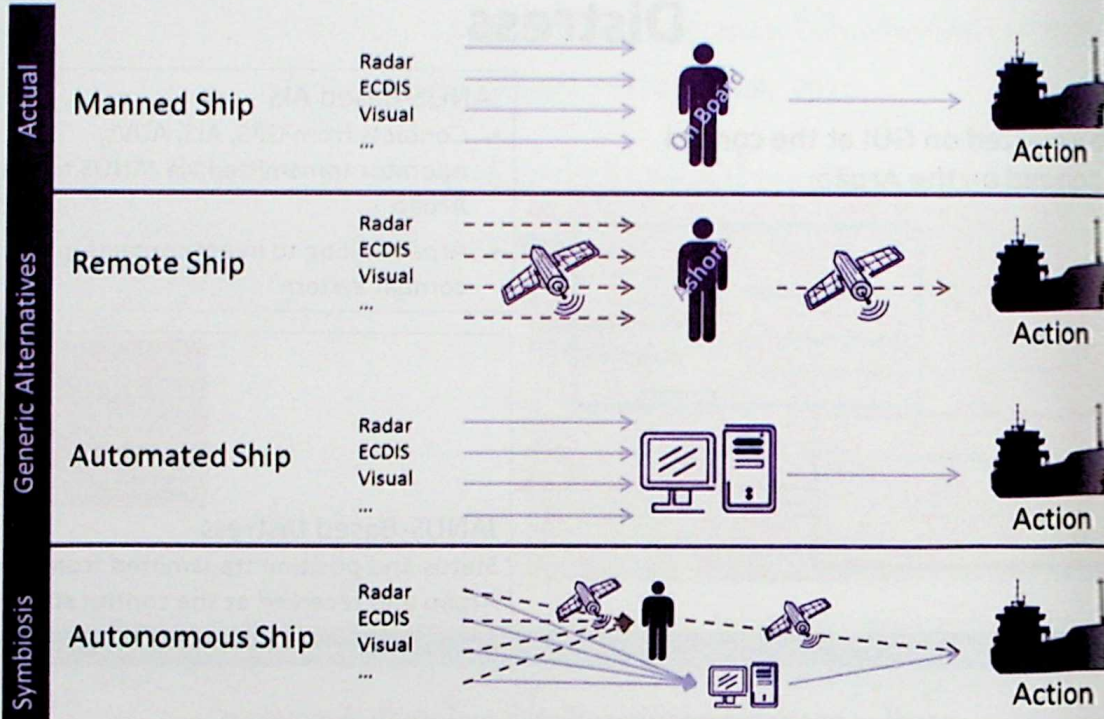 Actual
Manned Ship
Radar
ECDIS
Visual
...
On Board
Action
Generic Alternatives
Remote Ship
Radar
ECDIS
Visual
...
Ashore
Action
Automated Ship
Radar
ECDIS
Visual
...
Action
Symbiosis
Autonomous Ship
Radar
ECDIS
Visual
...
Action